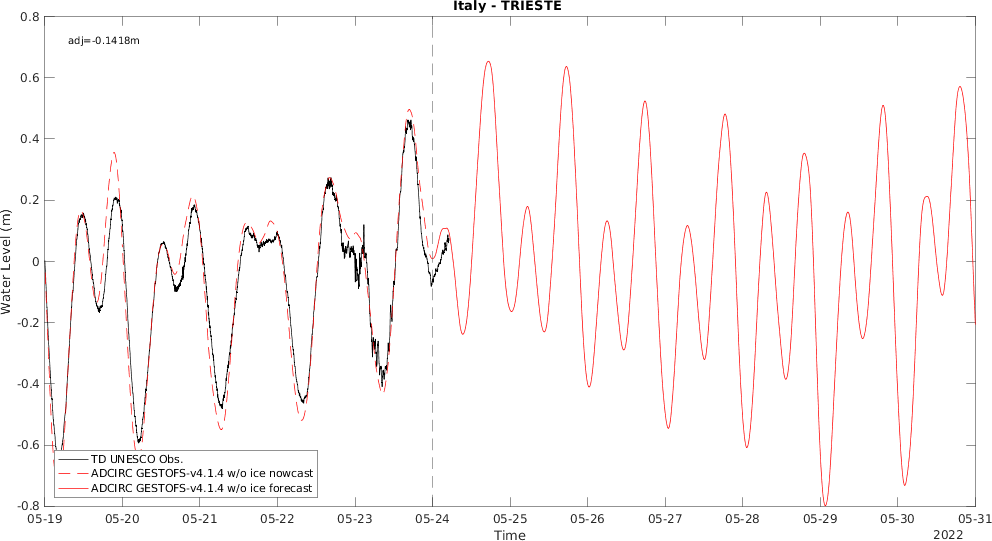 Italy - TRIESTE
adj=-0.1418m
0.8
0.6
0.4
0.2
0
-0.2
-0.4
-0.6
-0.8
Water Level (m)
TD UNESCO Obs.
ADCIRC GESTOFS-v4.1.4 w/o ice nowcast
ADCIRC GESTOFS-v4.1.4 w/o ice forecast
05-19 05-20 05-21 05-22 05-23 05-24 05-25 05-26 05-27 05-28 05-29 05-30 05-31
Time
2022